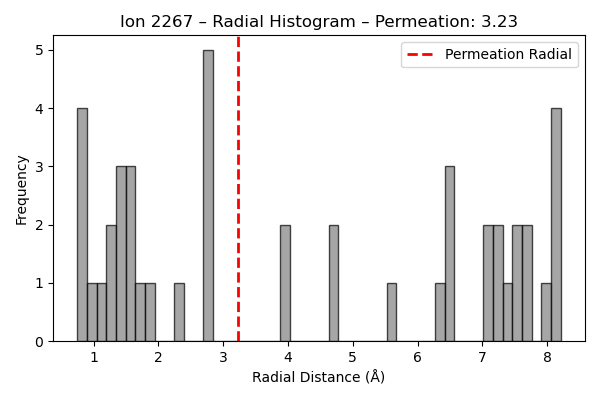 Ion 2267 – Radial Histogram – Permeation: 3.23
Permeation Radial
Frequency
5
4
3
2
1
0
1 2 3 4 5 6 7 8
Radial Distance (Å)